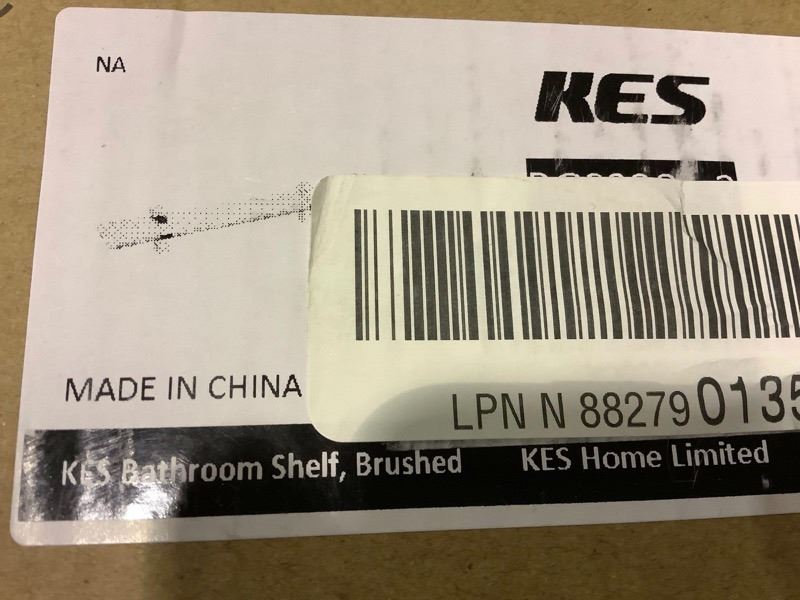 NA
KES
MADE IN CHINA
LPN N 88279 0135
KES Bathroom Shelf, Brushed
KES Home Limited